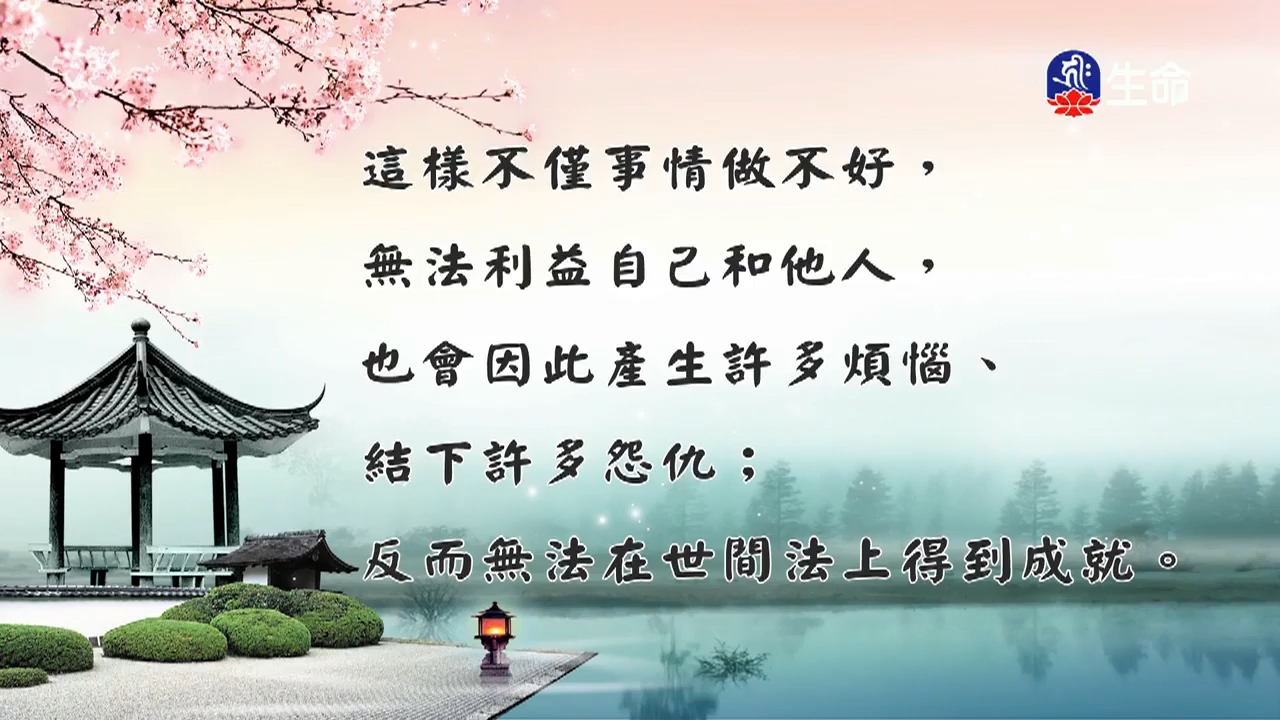 生命
這樣不僅事情做不好，
無法利益自己和他人，
也會因此產生許多煩惱、
結下許多怨仇；
反而無法在世間法上得到成就。